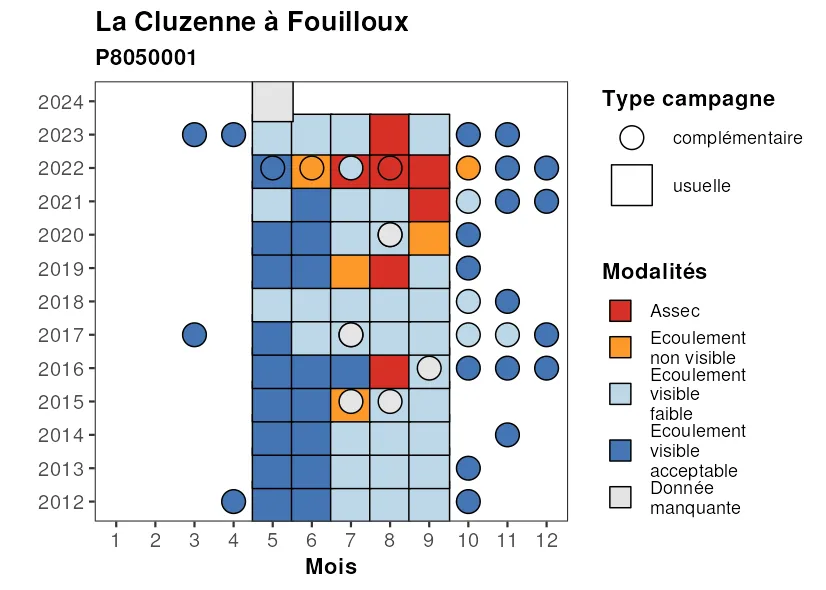 La Cluzenne à Fouilloux
P8050001
2024
2023
2022
2021
2020
2019
2018
2017
2016
2015
2014
2013
2012
1 2 3 4 5 6 7 8 9 10 11 12
Mois
Type campagne
complémentaire
usuelle
Modalités
Assec
Ecoulement
non visible
Ecoulement
visible
faible
Ecoulement
visible
acceptable
Donnée
manquante